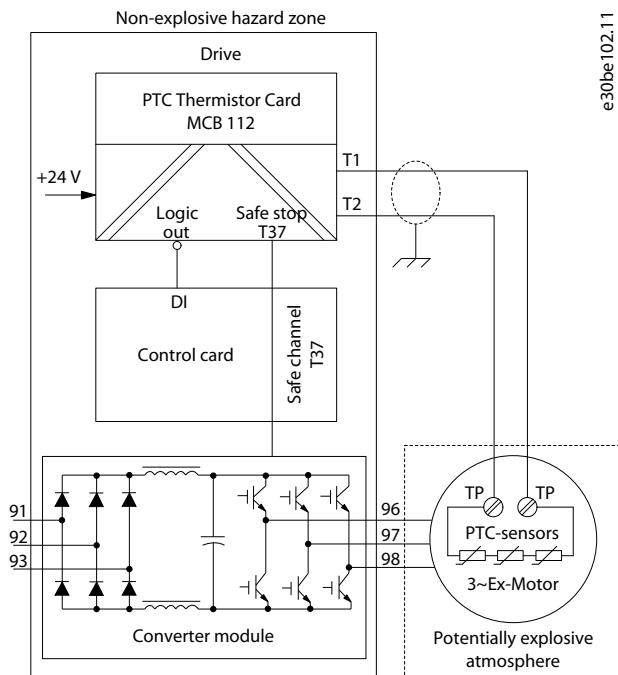 Non-explosive hazard zone
e30be102.11
Drive
PTC Thermistor Card
MCB 112
T1
+24 V
T2
Logic
out
Safe stop
T37
DI
Control card
Safe channel
T37
91
92
93
96
97
98
TP
TP
PTC-sensors
3~Ex-Motor
Converter module
Potentially explosive
atmosphere